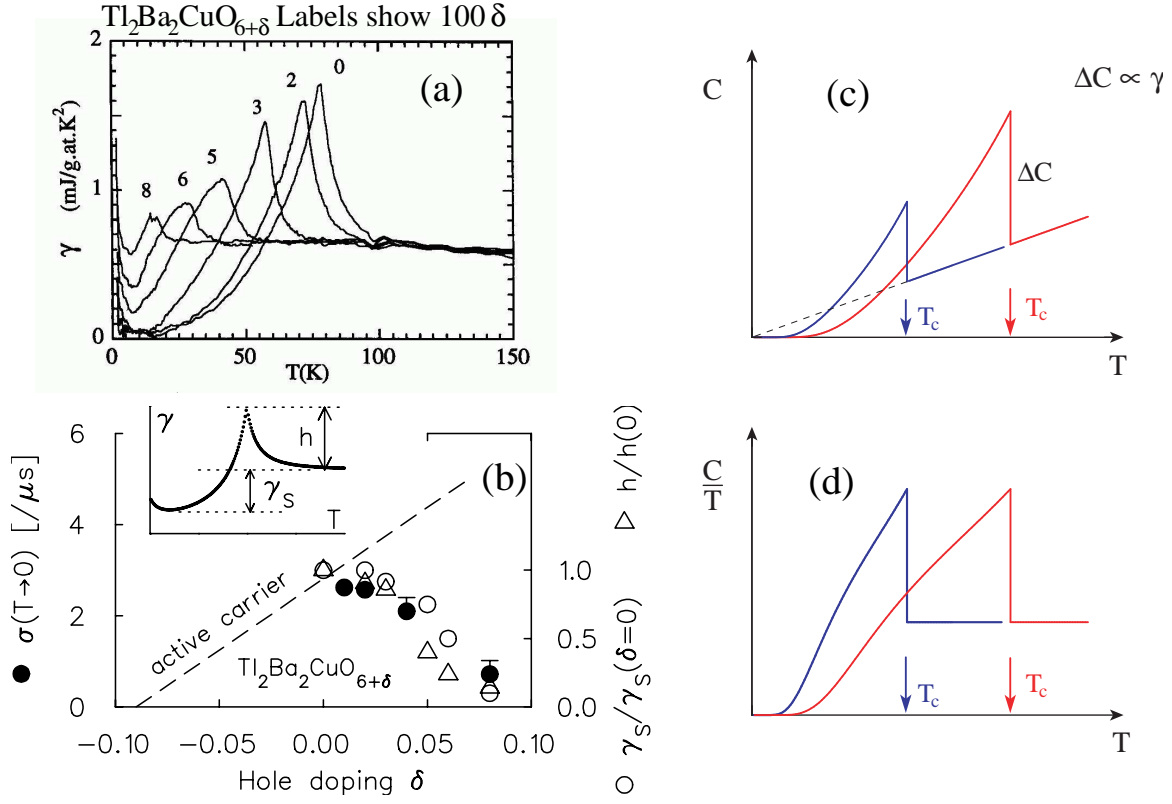 Tl₂Ba₂CuO₆₊δ Labels show 100 δ
(a)
γ (mJ/g.at.K²)
2
1
0
0
2
3
5
6
8
0 50 100 150
T(K)
(b)
σ(T→0) [/μs]
6
4
2
0
γ
h
γS
T
active carrier
Tl₂Ba₂CuO₆₊δ
1.0
0.5
0.0
−0.10 −0.05 0.00 0.05 0.10
Hole doping δ
γS/γS(δ=0) h/h(0)
(c)
C
ΔC ∝ γ
ΔC
Tc
Tc
T
(d)
C
T
Tc
Tc
T